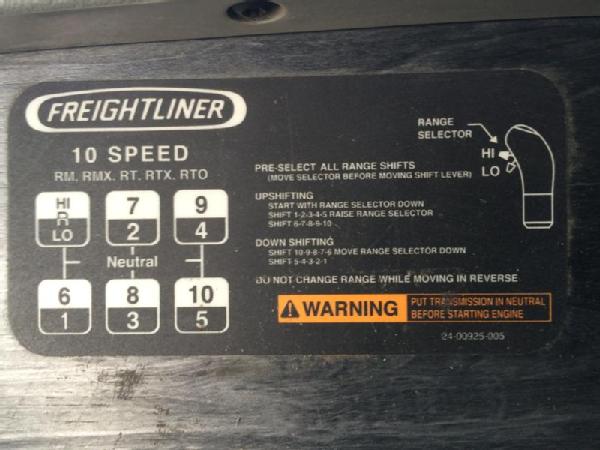 FREIGHTLINER
10 SPEED
RM. RMX. RT. RTX. RTO
HI
R
LO
7
2
9
4
Neutral
6
1
8
3
10
5
RANGE
SELECTOR
HI
LO
PRE-SELECT ALL RANGE SHIFTS
(MOVE SELECTOR BEFORE MOVING SHIFT LEVER)
UPSHIFTING
START WITH RANGE SELECTOR DOWN
SHIFT 1-2-3-4-5 RAISE RANGE SELECTOR
SHIFT 6-7-8-9-10
DOWN SHIFTING
SHIFT 10-9-8-7-6 MOVE RANGE SELECTOR DOWN
SHIFT 5-4-3-2-1
DO NOT CHANGE RANGE WHILE MOVING IN REVERSE
WARNING
PUT TRANSMISSION IN NEUTRAL
BEFORE STARTING ENGINE
24-00925-005